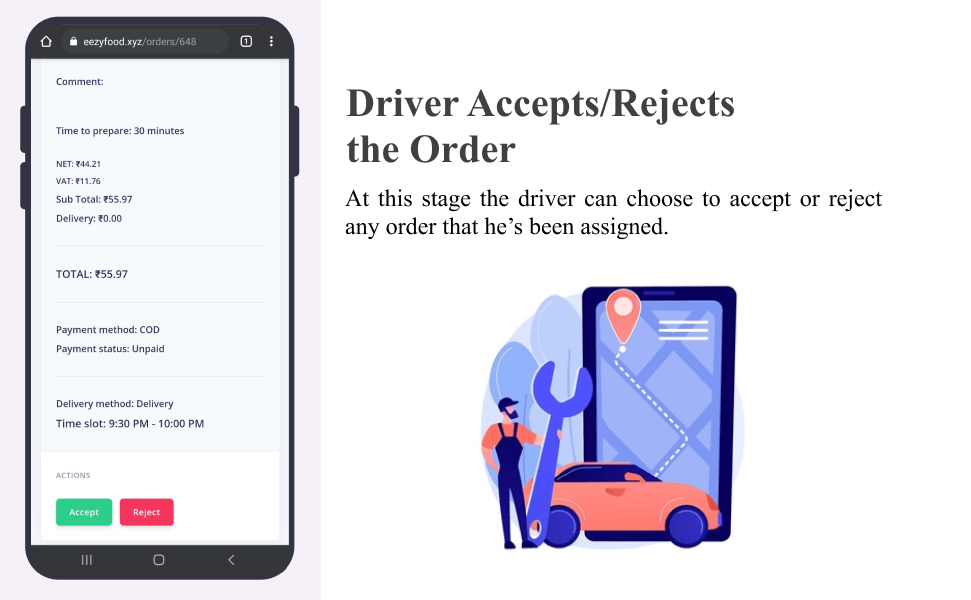 eezyfood.xyz/orders/648
1
Comment:
Time to prepare: 30 minutes
NET: ₹44.21
VAT: ₹11.76
Sub Total: ₹55.97
Delivery: ₹0.00
TOTAL: ₹55.97
Payment method: COD
Payment status: Unpaid
Delivery method: Delivery
Time slot: 9:30 PM - 10:00 PM
ACTIONS
Accept Reject
Driver Accepts/Rejects
the Order
At this stage the driver can choose to accept or reject
any order that he’s been assigned.